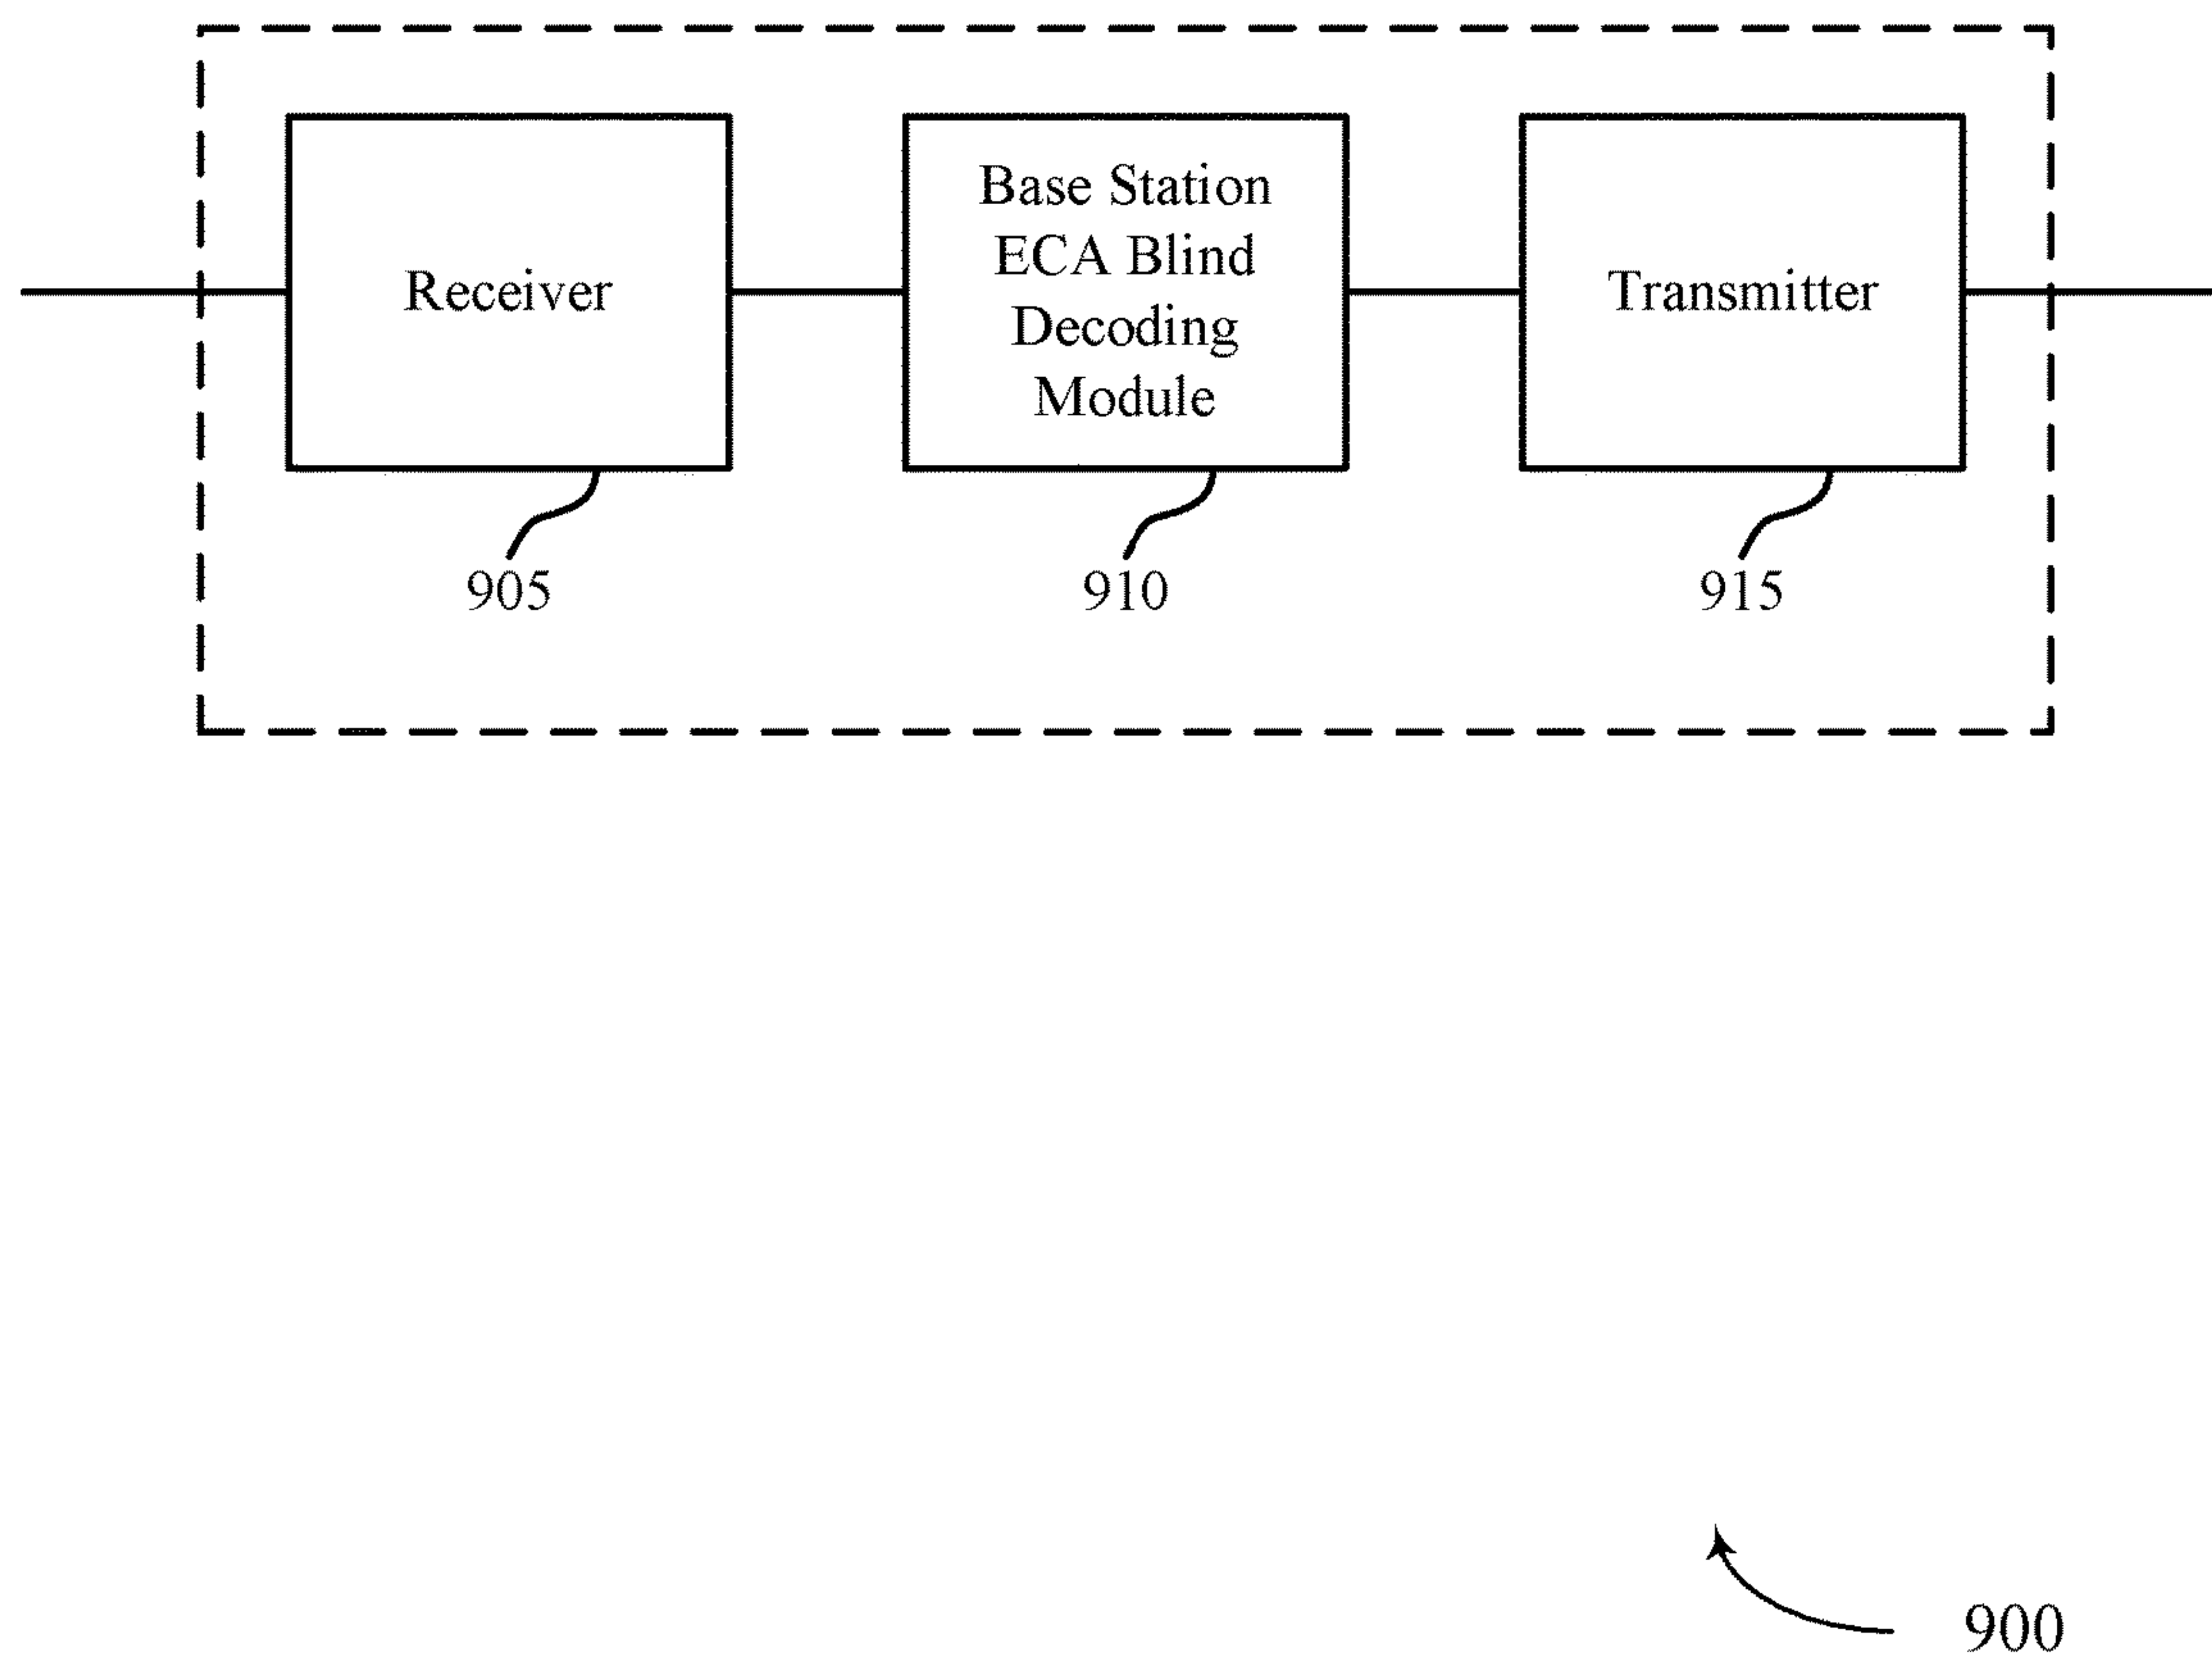 Receiver
Base Station
ECA Blind
Decoding
Module
Transmitter
905
910
915
900